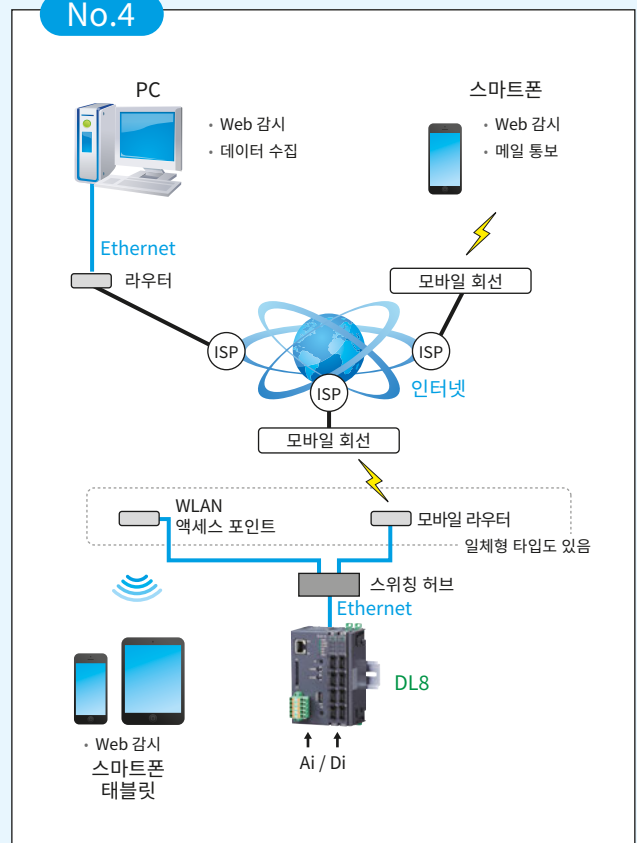 No.4
PC
• Web 감시
• 데이터 수집
스마트폰
• Web 감시
• 메일 통보
Ethernet
라우터
모바일 회선
ISP
ISP
ISP
인터넷
모바일 회선
WLAN
액세스 포인트
모바일 라우터
일체형 타입도 있음
스위칭 허브
Ethernet
DL8
Ai / Di
• Web 감시
스마트폰
태블릿